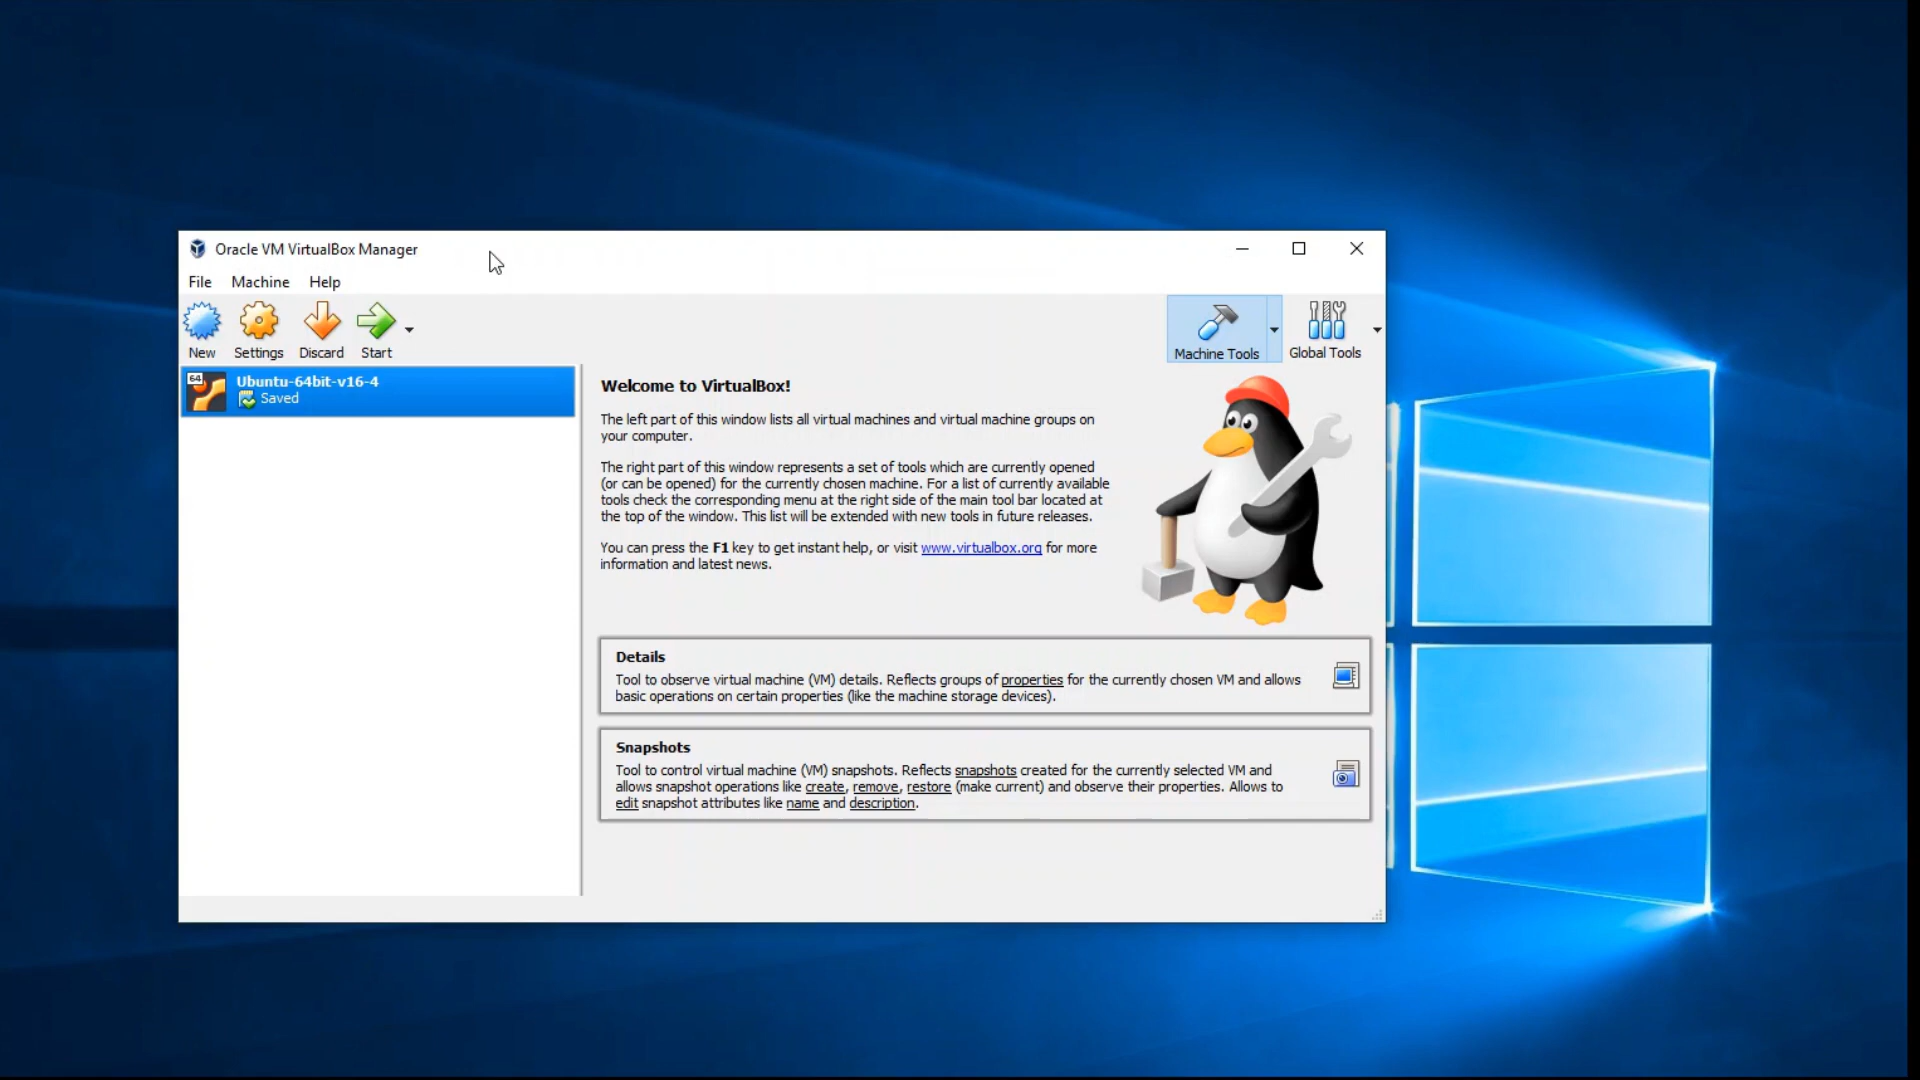 Oracle VM VirtualBox Manager
File Machine Help
New Settings Discard Start Machine Tools Global Tools
64 Ubuntu-64bit-v16-4
Saved
Welcome to VirtualBox!
The left part of this window lists all virtual machines and virtual machine groups on
your computer.
The right part of this window represents a set of tools which are currently opened
(or can be opened) for the currently chosen machine. For a list of currently available
tools check the corresponding menu at the right side of the main tool bar located at
the top of the window. This list will be extended with new tools in future releases.
You can press the F1 key to get instant help, or visit www.virtualbox.org for more
information and latest news.
Details
Tool to observe virtual machine (VM) details. Reflects groups of properties for the currently chosen VM and allows
basic operations on certain properties (like the machine storage devices).
Snapshots
Tool to control virtual machine (VM) snapshots. Reflects snapshots created for the currently selected VM and
allows snapshot operations like create, remove, restore (make current) and observe their properties. Allows to
edit snapshot attributes like name and description.